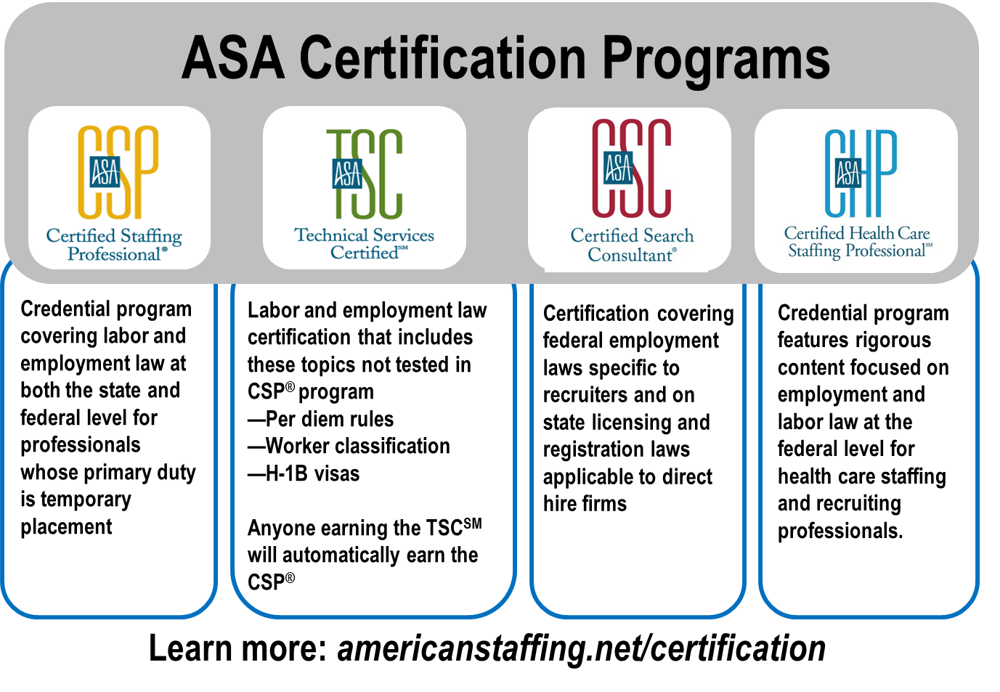 ASA Certification Programs
CSP
ASA
Certified Staffing
Professional®
TSC
ASA
Technical Services
Certified℠
CSC
ASA
Certified Search
Consultant®
CHP
ASA
Certified Health Care
Staffing Professional℠
Credential program
covering labor and
employment law at
both the state and
federal level for
professionals
whose primary duty
is temporary
placement
Labor and employment law
certification that includes
these topics not tested in
CSP® program
—Per diem rules
—Worker classification
—H-1B visas
Anyone earning the TSC℠
will automatically earn the
CSP®
Certification covering
federal employment
laws specific to
recruiters and on
state licensing and
registration laws
applicable to direct
hire firms
Credential program
features rigorous
content focused on
employment and
labor law at the
federal level for
health care staffing
and recruiting
professionals.
Learn more: americanstaffing.net/certification